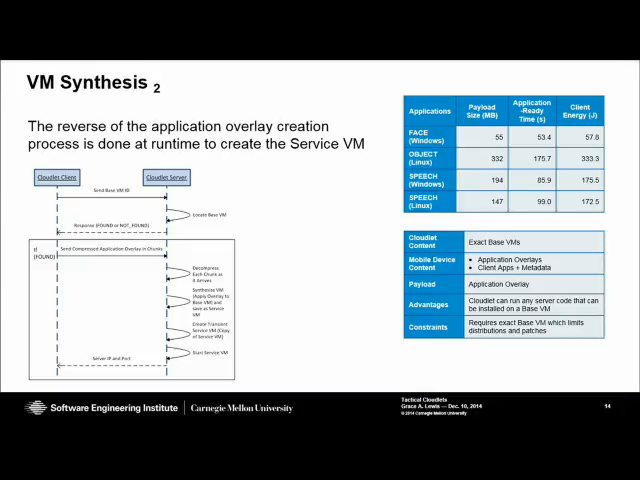 VM Synthesis 2
The reverse of the application overlay creation
process is done at runtime to create the Service VM
Cloudlet Client
Cloudlet Server
Send Base VM ID
Locate Base VM
Response (FOUND or NOT_FOUND)
If
(FOUND)
Send Compressed Application Overlay in Chunks
Decompress
Each Chunk as
it Arrives
Synthesize VM
(Apply Overlay to
Base VM) and
save as Service
VM
Create Transient
Service VM (Copy
of Service VM)
Start Service VM
Server IP and Port
Applications
Payload
Size (MB)
Application
-Ready
Time (s)
Client
Energy (J)
FACE
(Windows)
55
53.4
57.8
OBJECT
(Linux)
332
175.7
333.3
SPEECH
(Windows)
194
85.9
175.5
SPEECH
(Linux)
147
99.0
172.5
Cloudlet
Content
Exact Base VMs
Mobile Device
Content
• Application Overlays
• Client Apps + Metadata
Payload
Application Overlay
Advantages
Cloudlet can run any server code that can
be installed on a Base VM
Constraints
Requires exact Base VM which limits
distributions and patches
Software Engineering Institute
Carnegie Mellon University
Tactical Cloudlets
Grace A. Lewis — Dec. 10, 2014
© 2014 Carnegie Mellon University
14